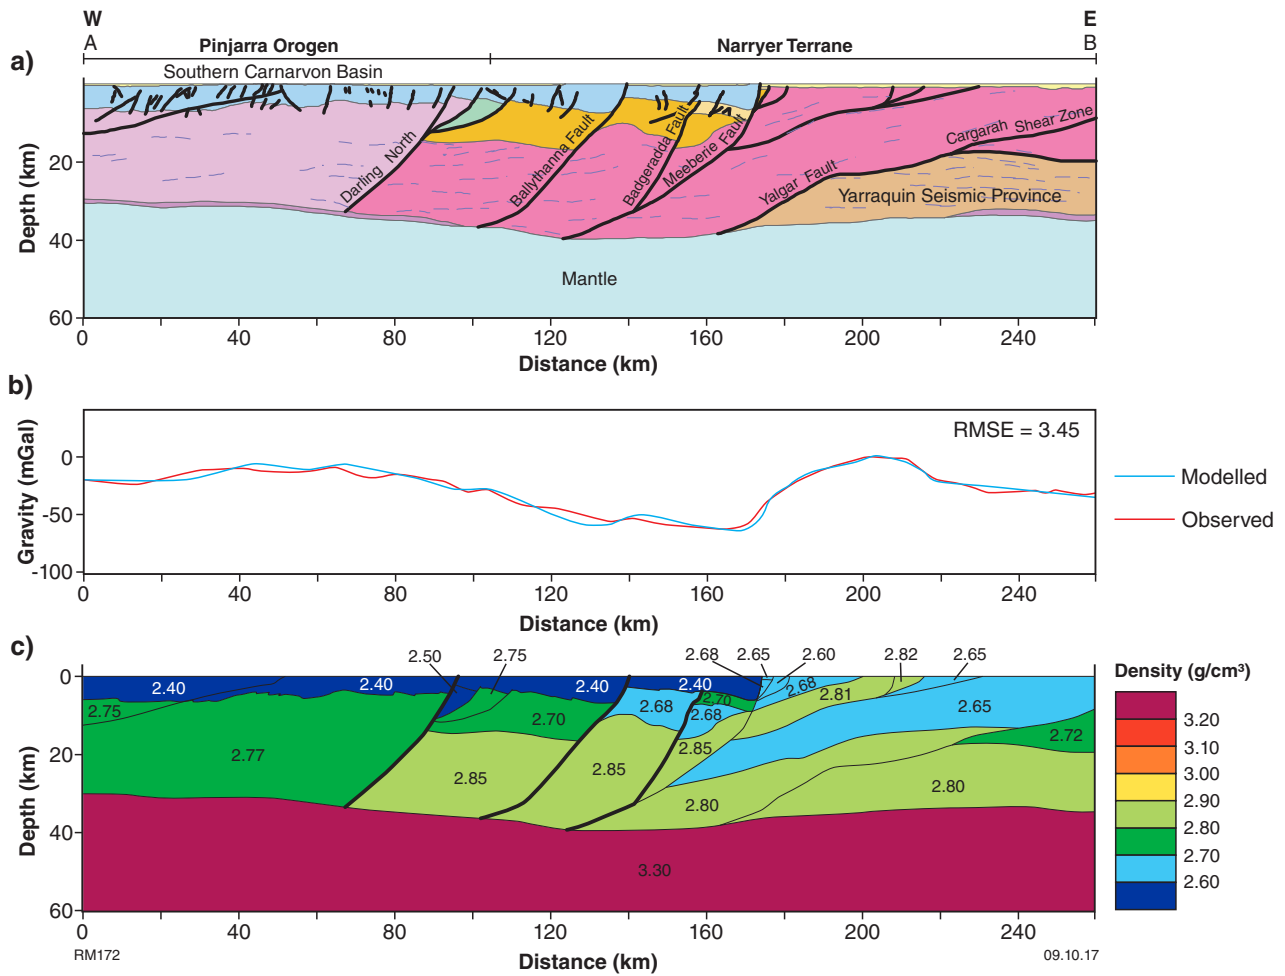 W
E
A
Pinjarra Orogen
Narryer Terrane
B
a)
Southern Carnarvon Basin
Darling North
Ballythanna Fault
Badgeradda Fault
Meeberie Fault
Yalgar Fault
Cargarah Shear Zone
Yarraquin Seismic Province
Mantle
20
40
60
Depth (km)
0
40
80
120
160
200
240
Distance (km)
b)
RMSE = 3.45
0
-50
-100
Gravity (mGal)
Modelled
Observed
0
40
80
120
160
200
240
Distance (km)
c)
2.50
2.75
2.68
2.65
2.60
2.82
2.65
0
20
40
60
Depth (km)
2.40
2.40
2.40
2.40
2.68
2.81
2.75
2.70
2.68
2.70
2.68
2.65
2.77
2.85
2.85
2.85
2.72
2.80
2.80
3.30
Density (g/cm³)
3.20
3.10
3.00
2.90
2.80
2.70
2.60
0
40
80
120
160
200
240
RM172
Distance (km)
09.10.17